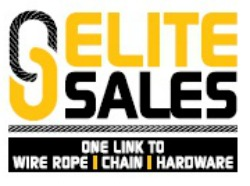 ELITE
SALES
ONE LINK TO
WIRE ROPE | CHAIN | HARDWARE